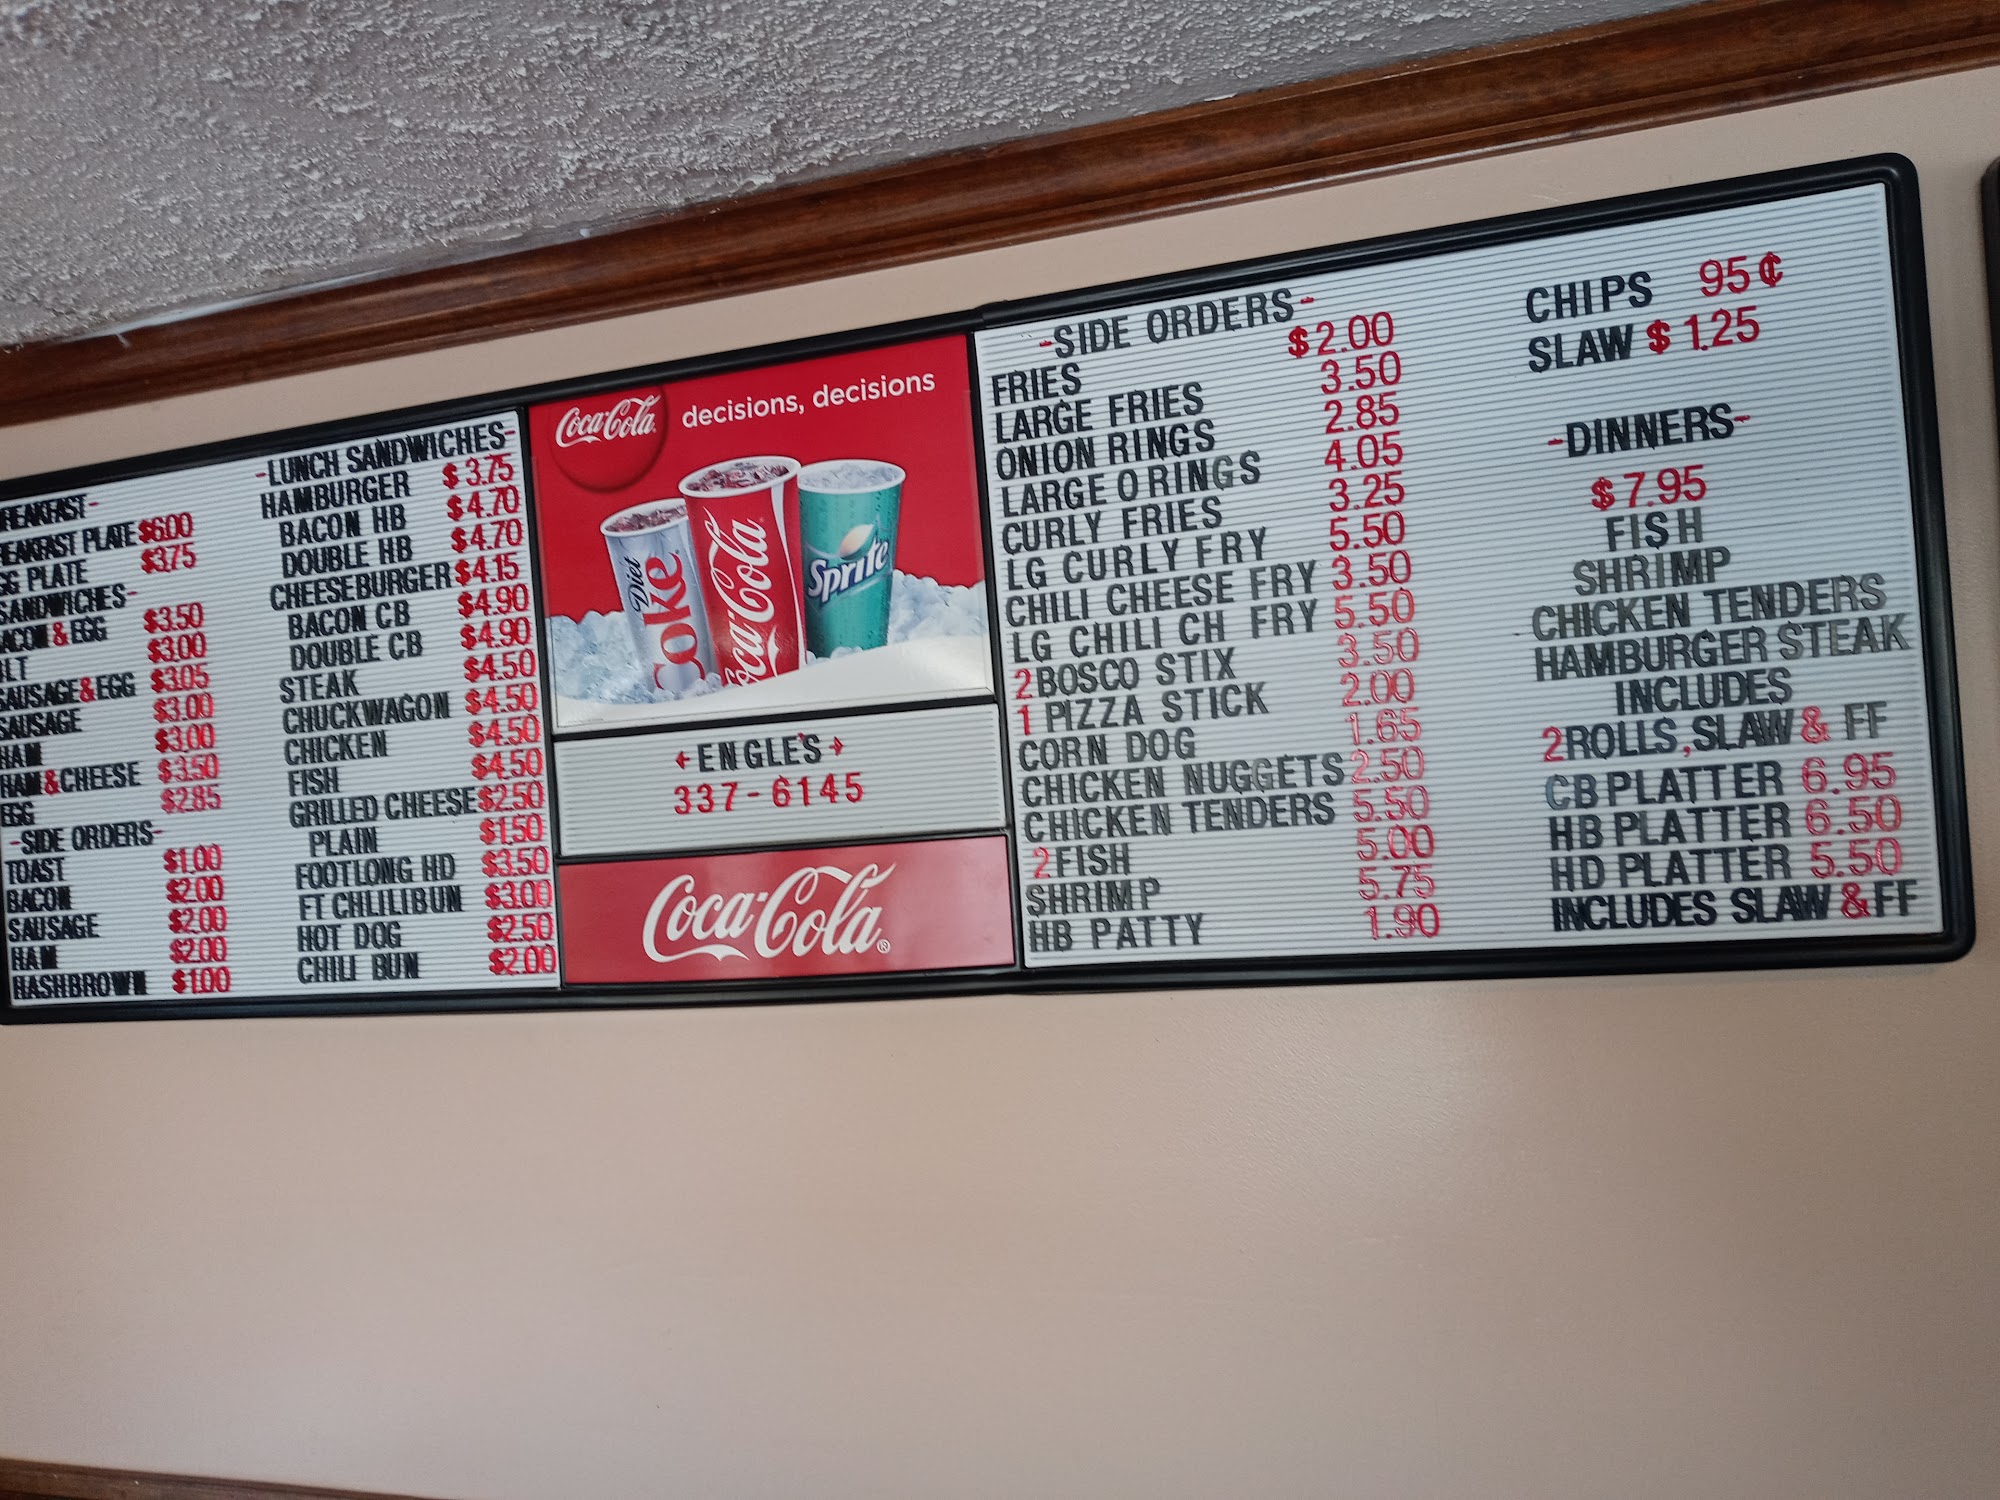 REAKFAST-
EAKFAST PLATE $6.00
GG PLATE $3.75
SANDWICHES-
ACON & EGG $3.50
LT $3.00
SAUSAGE & EGG $3.05
SAUSAGE $3.00
HAM $3.00
HAM & CHEESE $3.50
EGG $2.85
-SIDE ORDERS-
TOAST $1.00
BACON $2.00
SAUSAGE $2.00
HAM $2.00
HASHBROWN $1.00
-LUNCH SANDWICHES-
HAMBURGER $3.75
BACON HB $4.70
DOUBLE HB $4.70
CHEESEBURGER $4.15
BACON CB $4.90
DOUBLE CB $4.90
STEAK $4.50
CHUCKWAGON $4.50
CHICKEN $4.50
FISH $4.50
GRILLED CHEESE $2.50
PLAIN $1.50
FOOTLONG HD $3.50
FT CHLILIBUN $3.00
HOT DOG $2.50
CHILI BUN $2.00
Coca-Cola
decisions, decisions
Diet Coke
Coca-Cola
Sprite
ENGLE'S
337-6145
Coca-Cola®
-SIDE ORDERS-
FRIES $2.00
LARGE FRIES 3.50
ONION RINGS 2.85
LARGE O RINGS 4.05
CURLY FRIES 3.25
LG CURLY FRY 5.50
CHILI CHEESE FRY 3.50
LG CHILI CH FRY 5.50
2 BOSCO STIX 3.50
1 PIZZA STICK 2.00
CORN DOG 1.65
CHICKEN NUGGETS 2.50
CHICKEN TENDERS 5.50
2 FISH 5.00
SHRIMP 5.75
HB PATTY 1.90
CHIPS 95¢
SLAW $1.25
-DINNERS-
$7.95
FISH
SHRIMP
CHICKEN TENDERS
HAMBURGER STEAK
INCLUDES
2 ROLLS, SLAW & FF
CB PLATTER 6.95
HB PLATTER 6.50
HD PLATTER 5.50
INCLUDES SLAW & FF